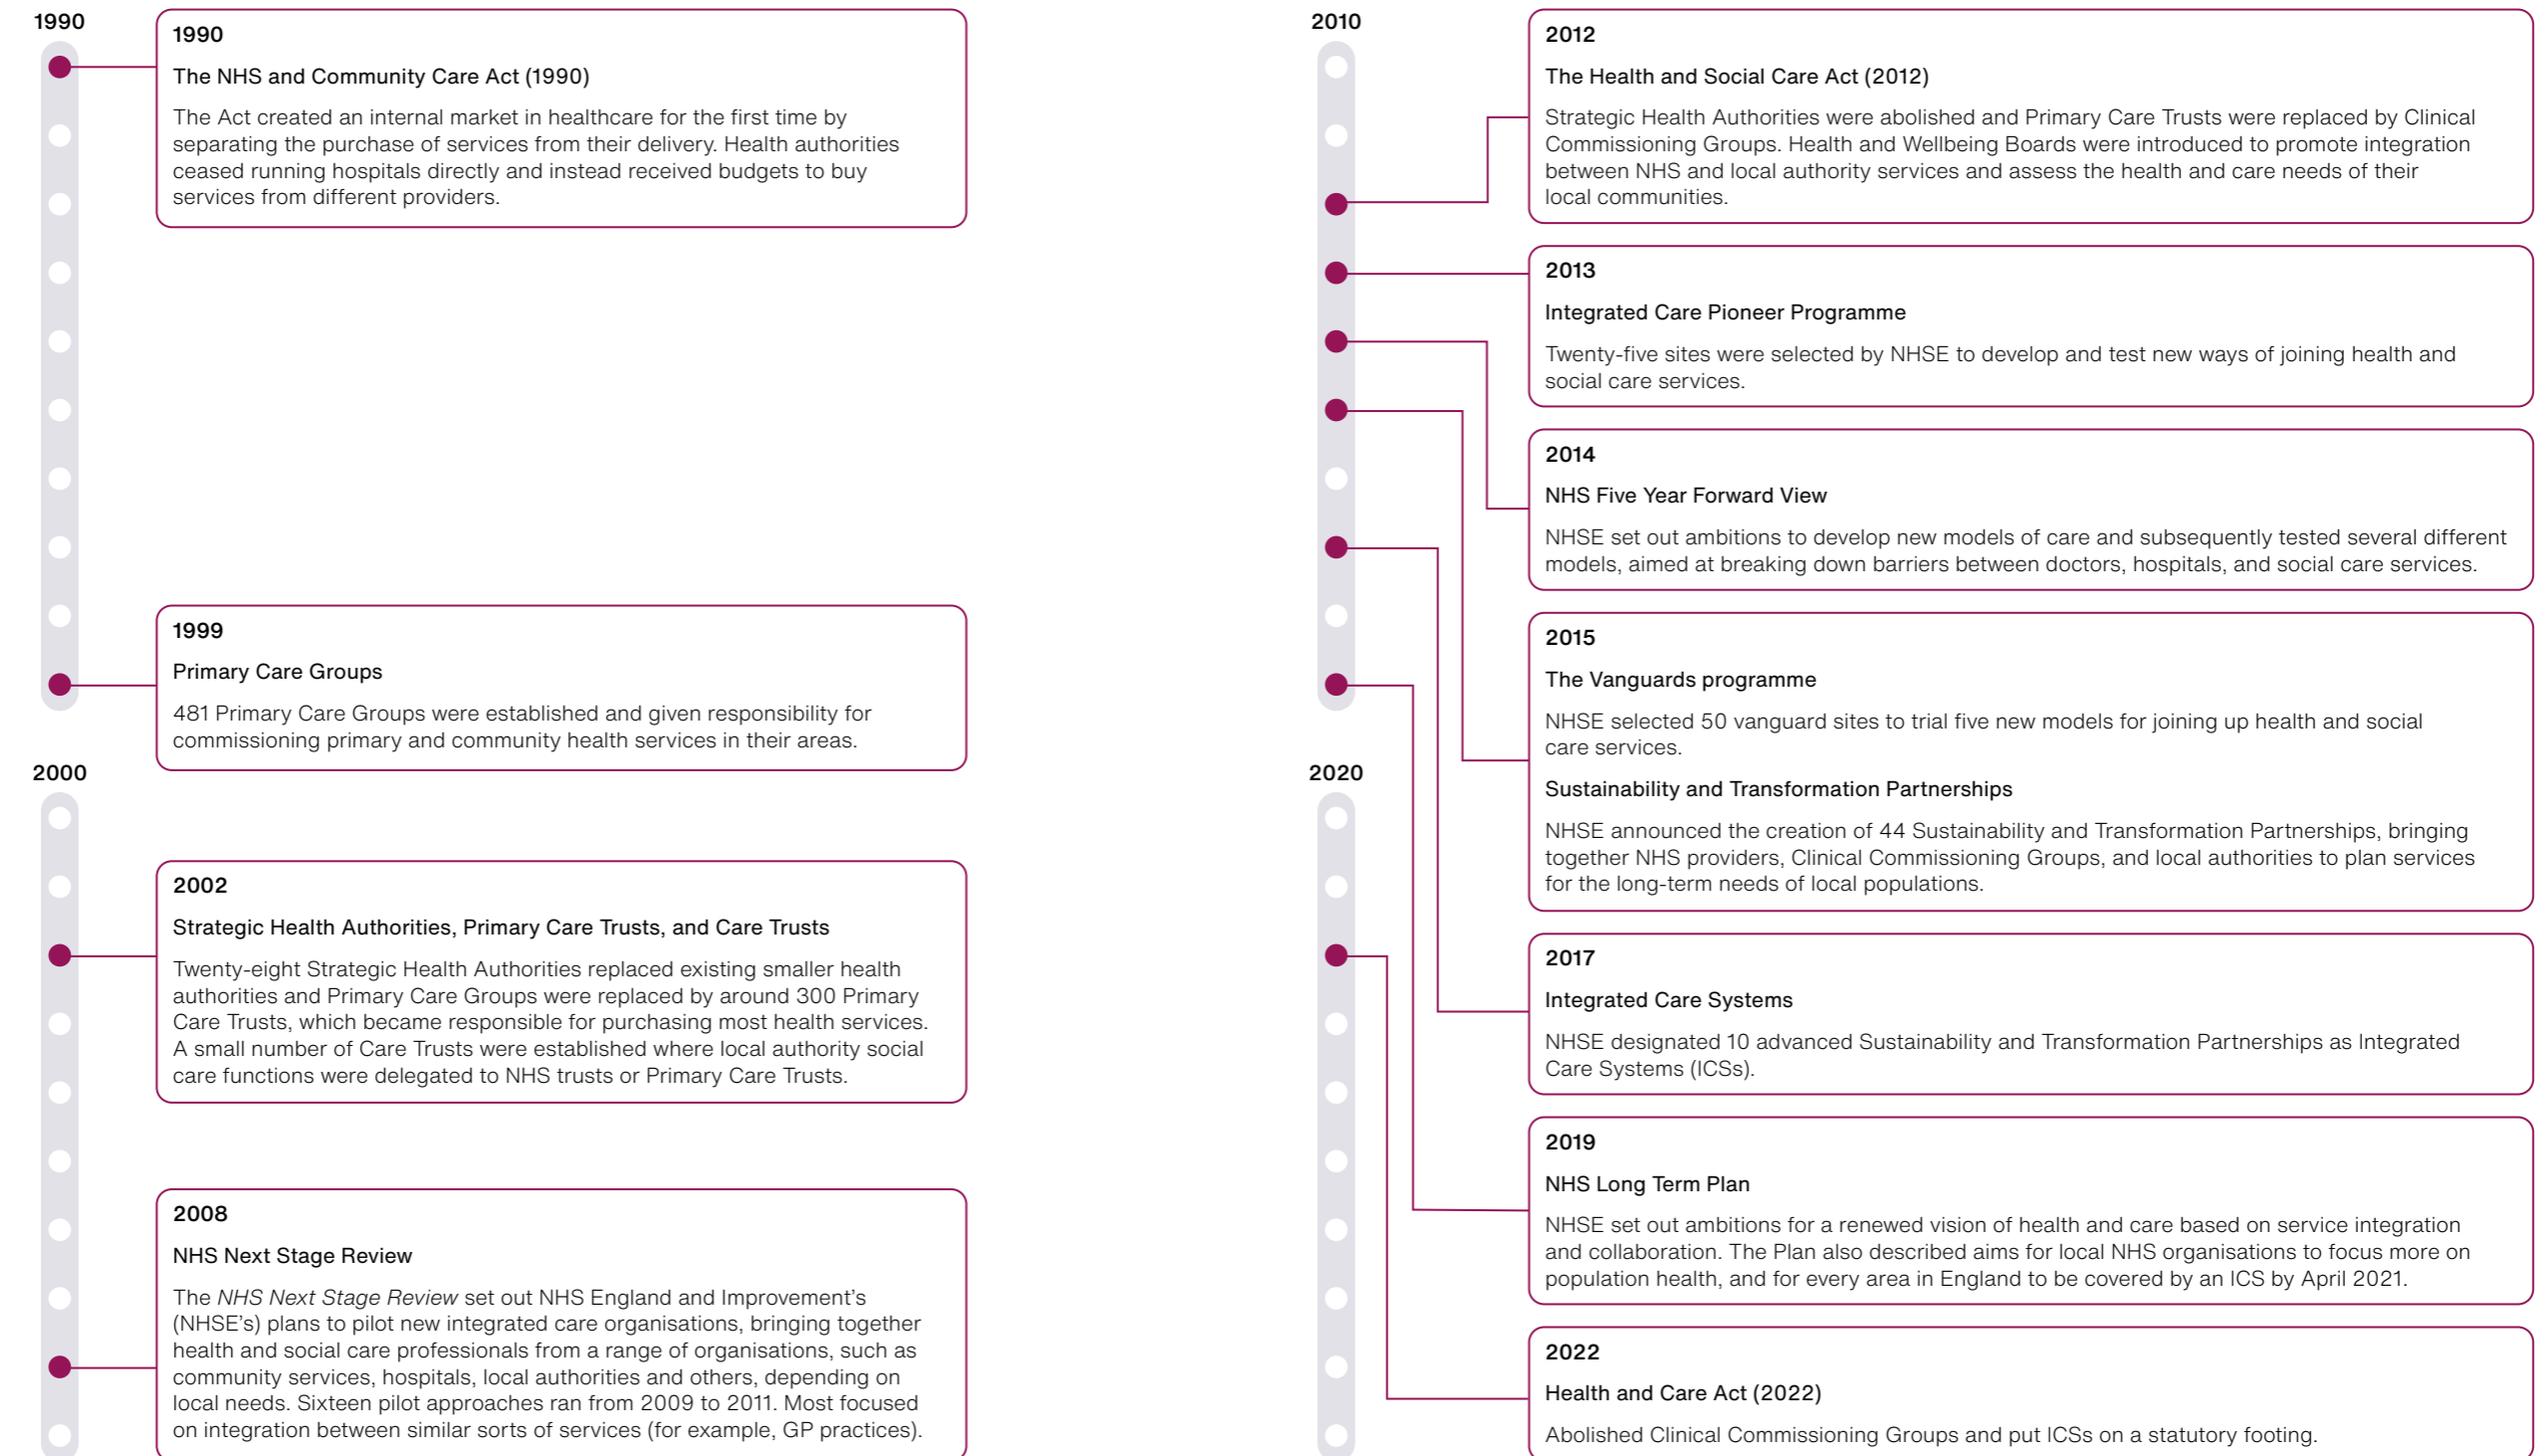 1990
1990
The NHS and Community Care Act (1990)
The Act created an internal market in healthcare for the first time by
separating the purchase of services from their delivery. Health authorities
ceased running hospitals directly and instead received budgets to buy
services from different providers.
1999
Primary Care Groups
481 Primary Care Groups were established and given responsibility for
commissioning primary and community health services in their areas.
2000
2002
Strategic Health Authorities, Primary Care Trusts, and Care Trusts
Twenty-eight Strategic Health Authorities replaced existing smaller health
authorities and Primary Care Groups were replaced by around 300 Primary
Care Trusts, which became responsible for purchasing most health services.
A small number of Care Trusts were established where local authority social
care functions were delegated to NHS trusts or Primary Care Trusts.
2008
NHS Next Stage Review
The NHS Next Stage Review set out NHS England and Improvement’s
(NHSE’s) plans to pilot new integrated care organisations, bringing together
health and social care professionals from a range of organisations, such as
community services, hospitals, local authorities and others, depending on
local needs. Sixteen pilot approaches ran from 2009 to 2011. Most focused
on integration between similar sorts of services (for example, GP practices).
2010
2012
The Health and Social Care Act (2012)
Strategic Health Authorities were abolished and Primary Care Trusts were replaced by Clinical
Commissioning Groups. Health and Wellbeing Boards were introduced to promote integration
between NHS and local authority services and assess the health and care needs of their
local communities.
2013
Integrated Care Pioneer Programme
Twenty-five sites were selected by NHSE to develop and test new ways of joining health and
social care services.
2014
NHS Five Year Forward View
NHSE set out ambitions to develop new models of care and subsequently tested several different
models, aimed at breaking down barriers between doctors, hospitals, and social care services.
2015
The Vanguards programme
NHSE selected 50 vanguard sites to trial five new models for joining up health and social
care services.
Sustainability and Transformation Partnerships
NHSE announced the creation of 44 Sustainability and Transformation Partnerships, bringing
together NHS providers, Clinical Commissioning Groups, and local authorities to plan services
for the long-term needs of local populations.
2020
2017
Integrated Care Systems
NHSE designated 10 advanced Sustainability and Transformation Partnerships as Integrated
Care Systems (ICSs).
2019
NHS Long Term Plan
NHSE set out ambitions for a renewed vision of health and care based on service integration
and collaboration. The Plan also described aims for local NHS organisations to focus more on
population health, and for every area in England to be covered by an ICS by April 2021.
2022
Health and Care Act (2022)
Abolished Clinical Commissioning Groups and put ICSs on a statutory footing.